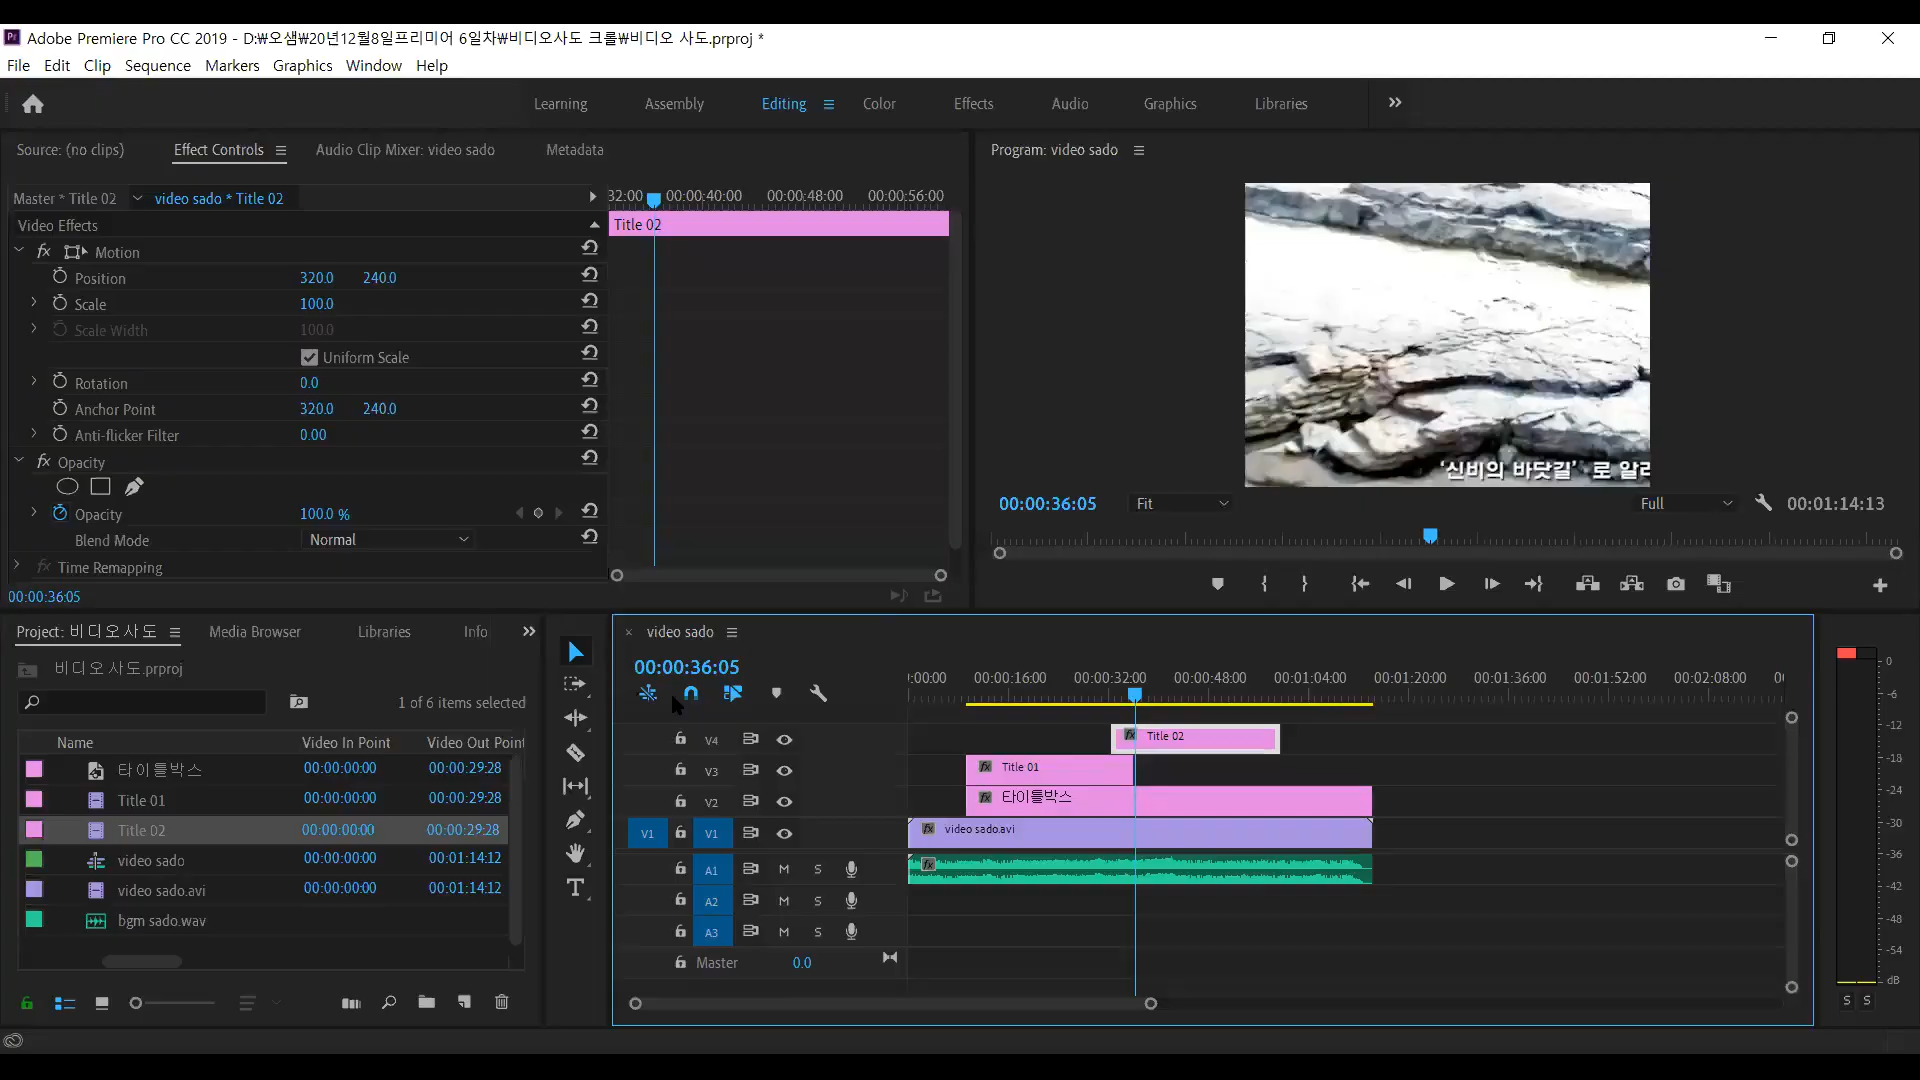 Adobe Premiere Pro CC 2019 - D:₩오샘₩20년12월8일프리미어 6일차₩비디오사도 크롤₩비디오 사도.prproj *
File Edit Clip Sequence Markers Graphics Window Help
Learning Assembly Editing Color Effects Audio Graphics Libraries
Source: (no clips) Effect Controls Audio Clip Mixer: video sado Metadata
Program: video sado
Master * Title 02 video sado * Title 02
32:00 00:00:40:00 00:00:48:00 00:00:56:00
Video Effects
Title 02
fx Motion
Position 320.0 240.0
Scale 100.0
Scale Width 100.0
Uniform Scale
Rotation 0.0
Anchor Point 320.0 240.0
Anti-flicker Filter 0.00
fx Opacity
Opacity 100.0 %
Blend Mode Normal
fx Time Remapping
00:00:36:05
'신비의 바닷길' 로 알
00:00:36:05 Fit Full 00:01:14:13
Project: 비디오사도 Media Browser Libraries Info
비디오 사도.prproj
1 of 6 items selected
Name Video In Point Video Out Point
타이틀박스 00:00:00:00 00:00:29:28
Title 01 00:00:00:00 00:00:29:28
Title 02 00:00:00:00 00:00:29:28
video sado 00:00:00:00 00:01:14:12
video sado.avi 00:00:00:00 00:01:14:12
bgm sado.wav
video sado
00:00:36:05
:00:00 00:00:16:00 00:00:32:00 00:00:48:00 00:01:04:00 00:01:20:00 00:01:36:00 00:01:52:00 00:02:08:00
V4 fx Title 02
V3 fx Title 01
V2 fx 타이틀박스
V1 V1 fx video sado.avi
A1 M S fx
A2 M S
A3 M S
Master 0.0
0
-6
-12
-18
-24
-30
-36
-42
-48
-54
dB
S S